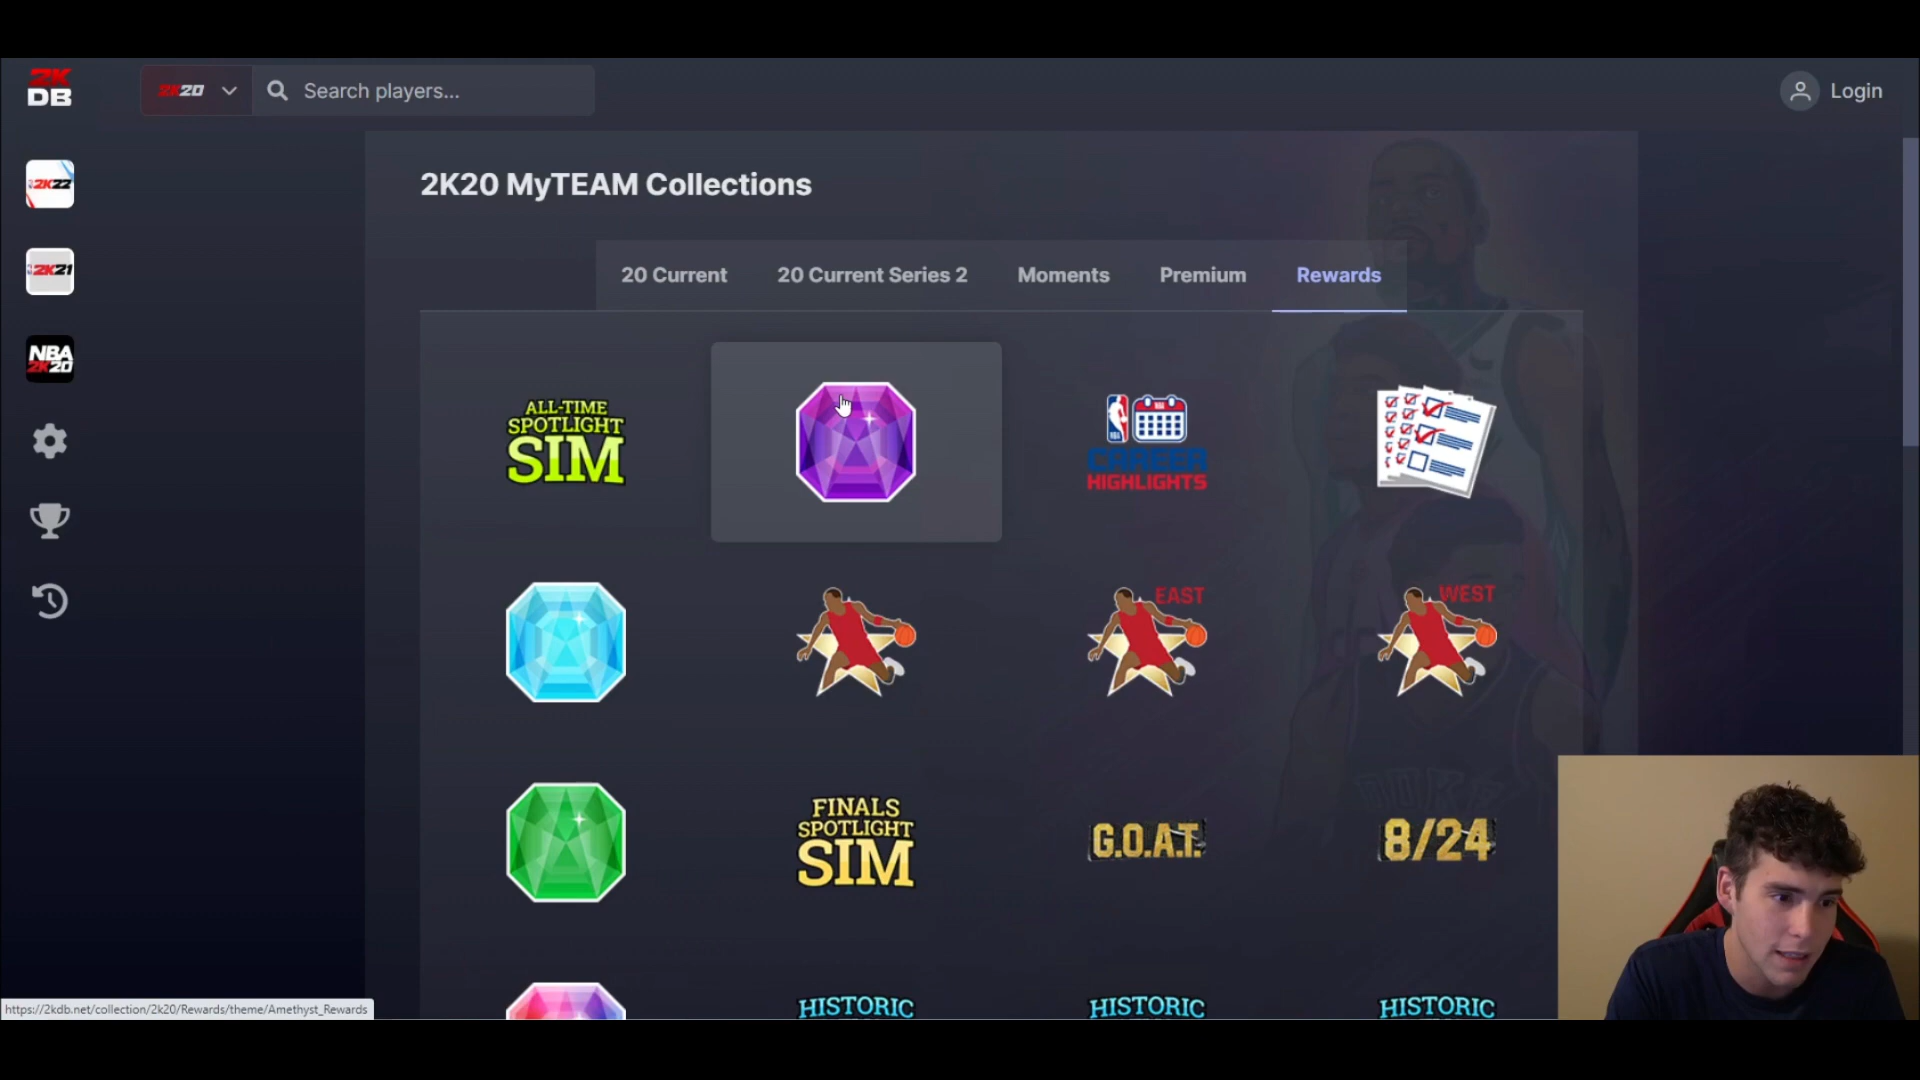 2K
DB
2K20
Search players...
Login
2K22
2K21
NBA
2K20
2K20 MyTEAM Collections
20 Current
20 Current Series 2
Moments
Premium
Rewards
ALL-TIME
SPOTLIGHT
SIM
CAREER
HIGHLIGHTS
EAST
WEST
FINALS
SPOTLIGHT
SIM
G.O.A.T.
8/24
HISTORIC
HISTORIC
HISTORIC
https://2kdb.net/collection/2k20/Rewards/theme/Amethyst_Rewards